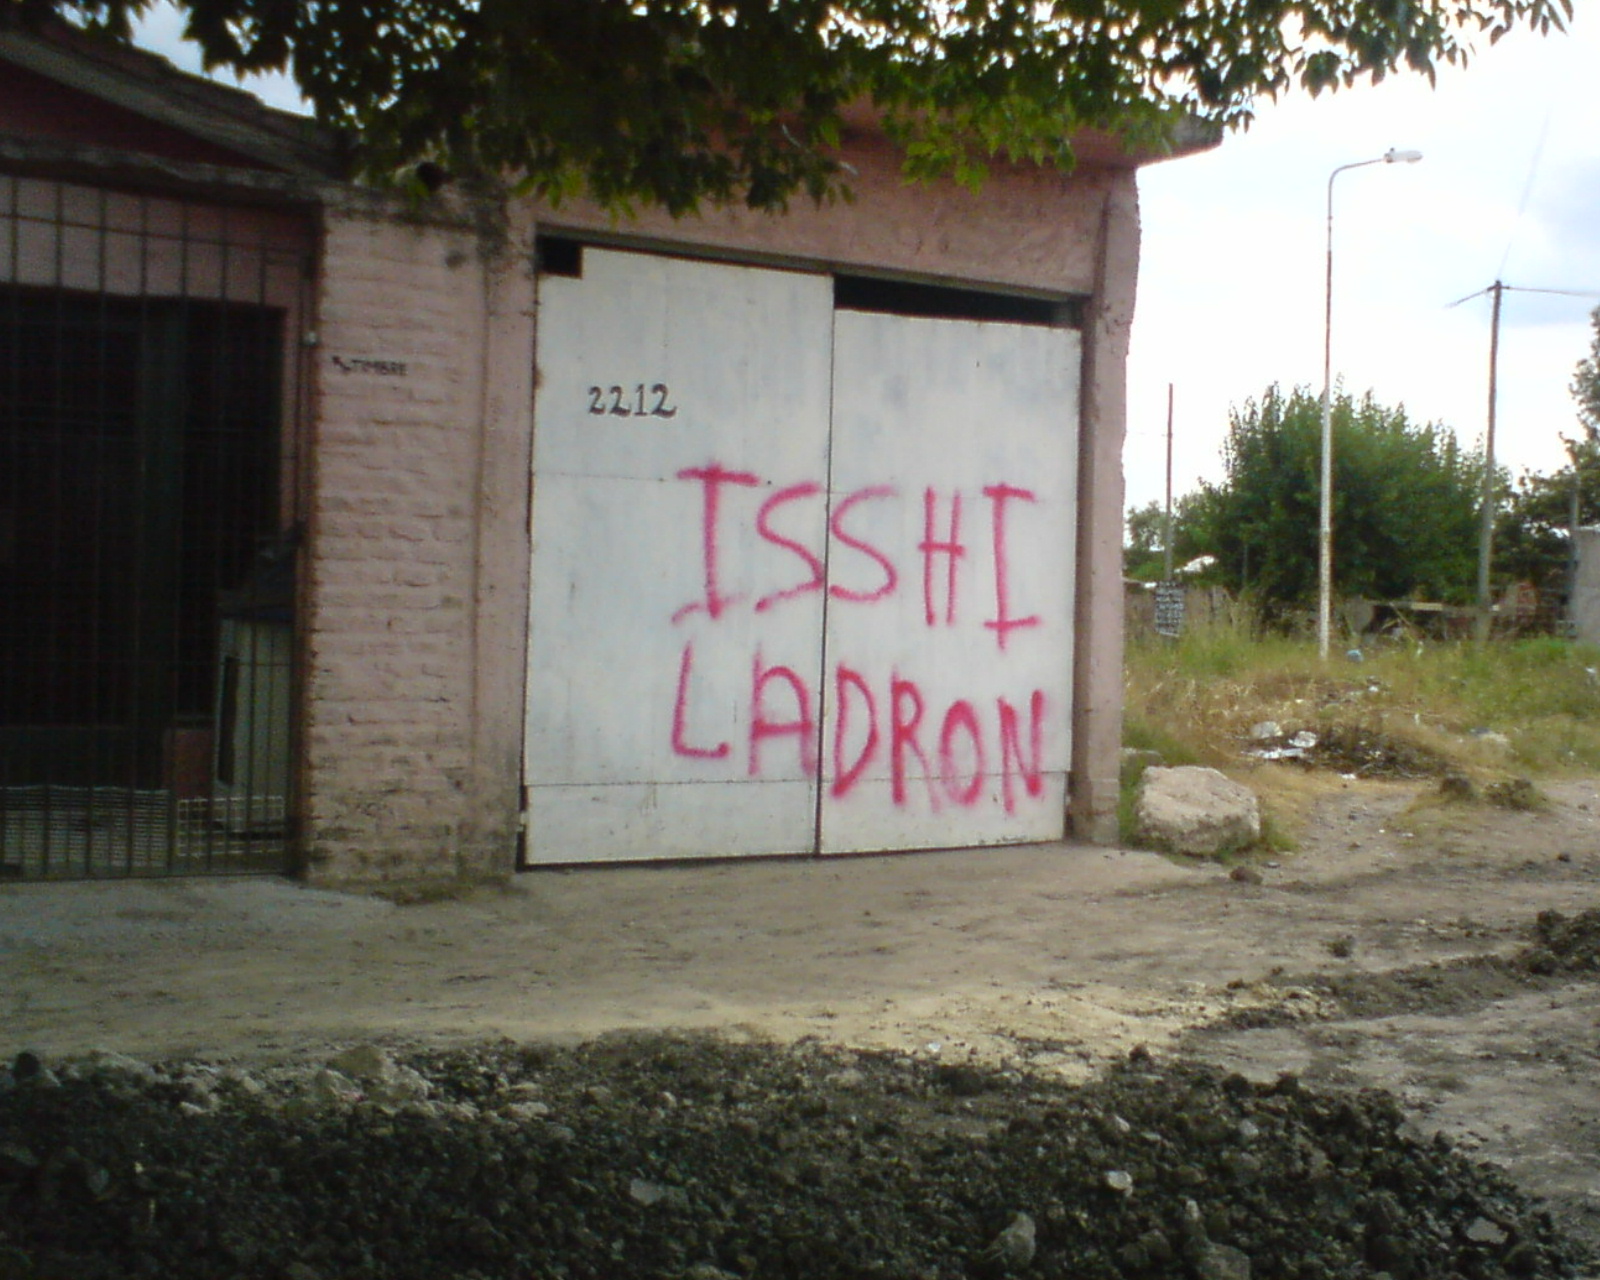 TIMBRE
2212
ISSHI
LADRON